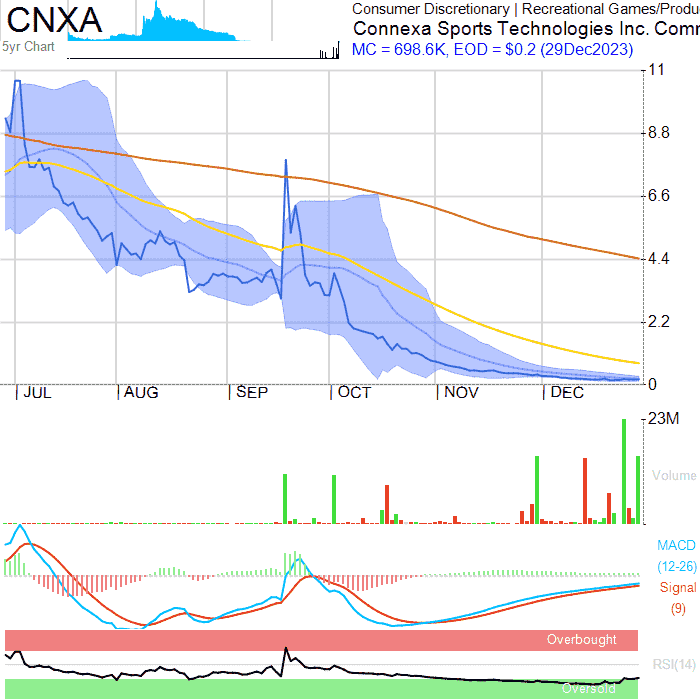 CNXA
5yr Chart
Consumer Discretionary | Recreational Games/Produ
Connexa Sports Technologies Inc. Comr
MC = 698.6K, EOD = $0.2 (29Dec2023)
11
8.8
6.6
4.4
2.2
0
JUL AUG SEP OCT NOV DEC
23M
Volume
MACD
(12-26)
Signal
(9)
Overbought
RSI(14)
Oversold